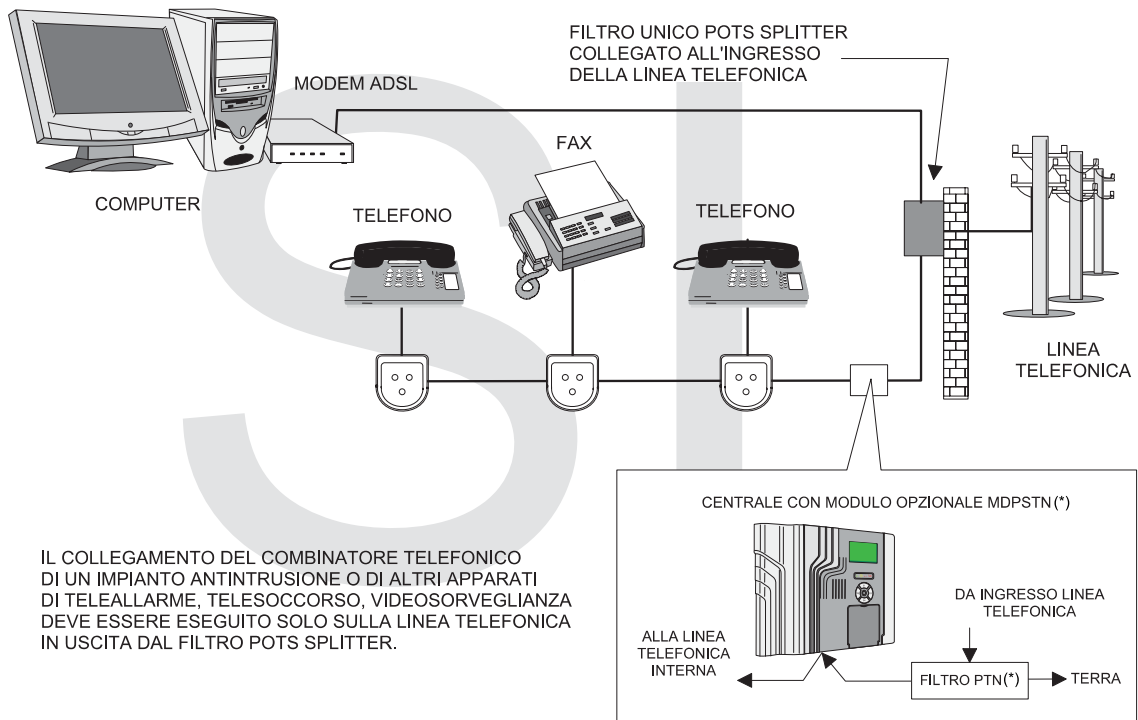 FILTRO UNICO POTS SPLITTER
COLLEGATO ALL'INGRESSO
DELLA LINEA TELEFONICA
MODEM ADSL
FAX
COMPUTER
TELEFONO
TELEFONO
LINEA
TELEFONICA
SI
CENTRALE CON MODULO OPZIONALE MDPSTN(*)
IL COLLEGAMENTO DEL COMBINATORE TELEFONICO
DI UN IMPIANTO ANTINTRUSIONE O DI ALTRI APPARATI
DI TELEALLARME, TELESOCCORSO, VIDEOSORVEGLIANZA
DEVE ESSERE ESEGUITO SOLO SULLA LINEA TELEFONICA
IN USCITA DAL FILTRO POTS SPLITTER.
DA INGRESSO LINEA
TELEFONICA
ALLA LINEA
TELEFONICA
INTERNA
FILTRO PTN(*)
TERRA